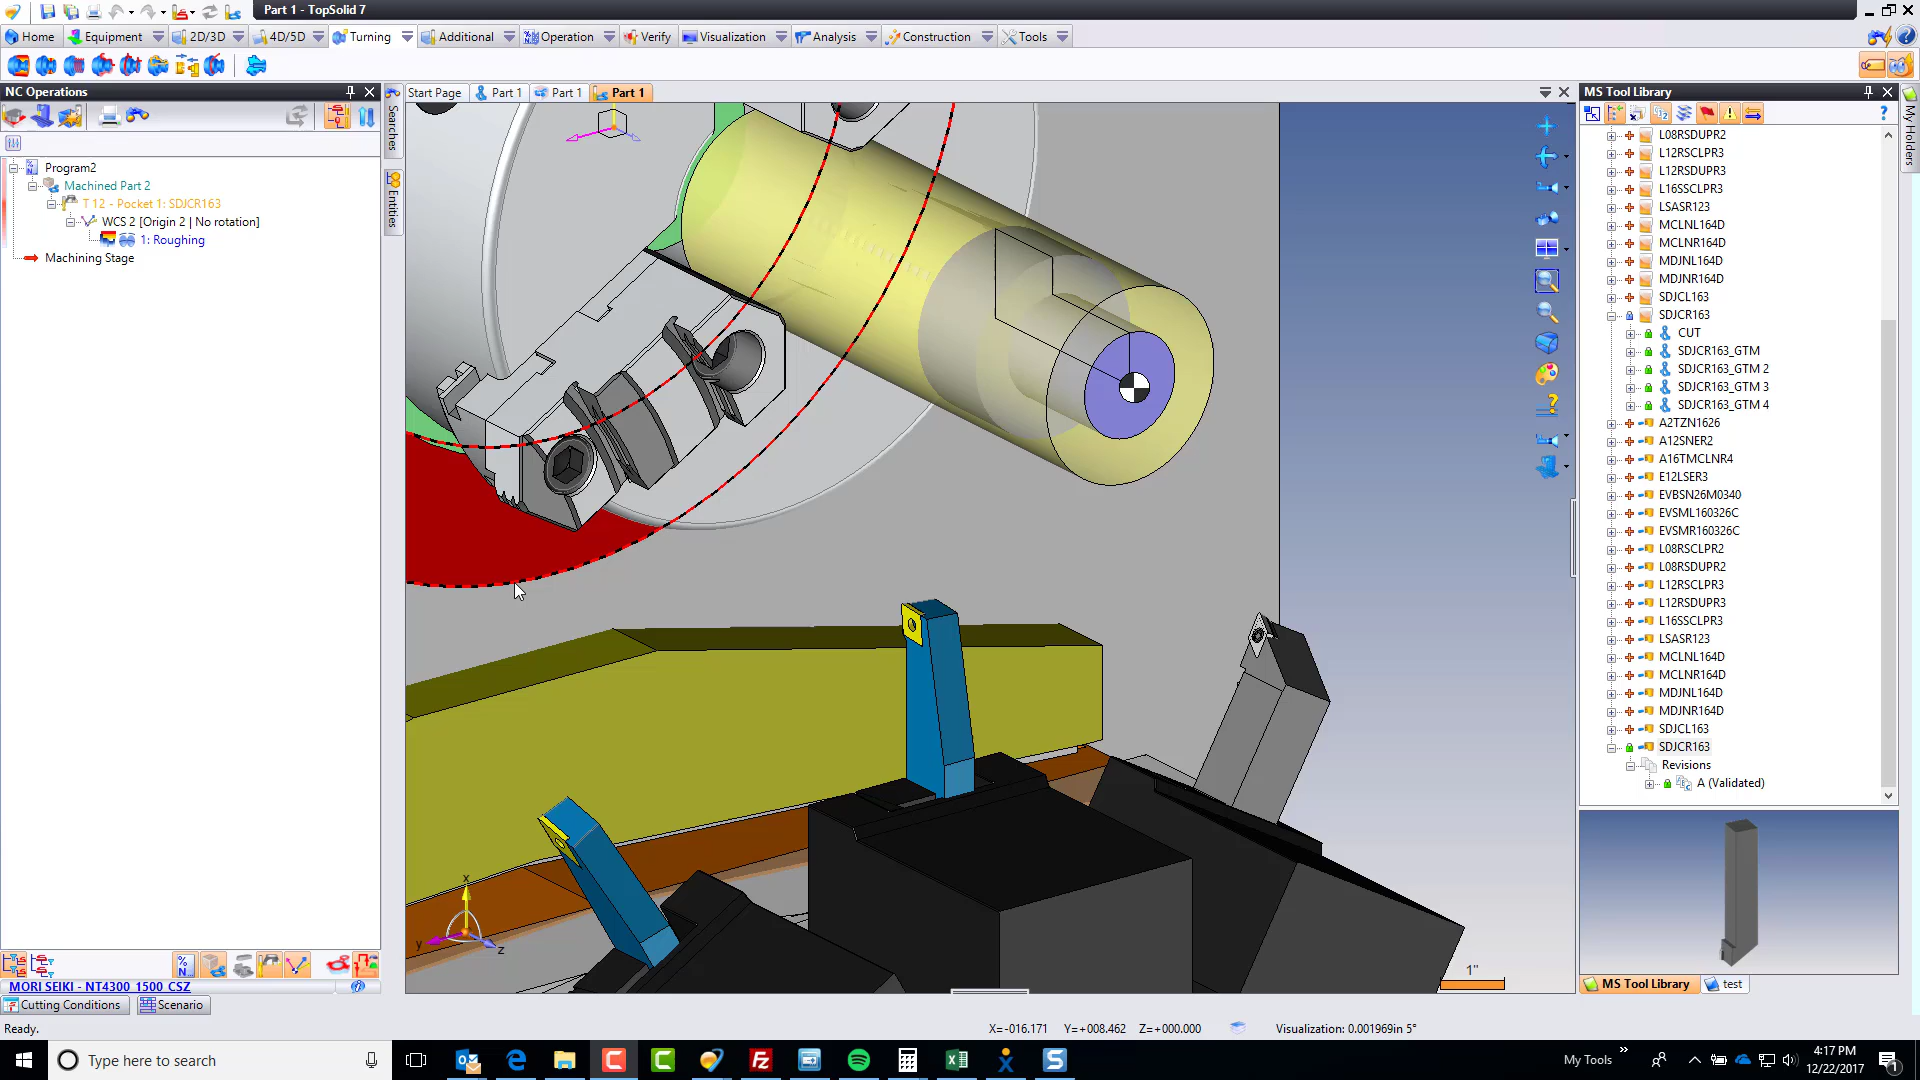 Part 1 - TopSolid 7
Home Equipment 2D/3D 4D/5D Turning Additional Operation Verify Visualization Analysis Construction Tools
NC Operations
Program2
Machined Part 2
T 12 - Pocket 1: SDJCR163
WCS 2 [Origin 2 | No rotation]
1: Roughing
Machining Stage
MORI SEIKI - NT4300_1500_CSZ
Cutting Conditions Scenario
Ready.
Searches
Entities
Start Page Part 1 Part 1 Part 1
x
y
z
1"
X=-016.171 Y=+008.462 Z=+000.000 Visualization: 0.001969in 5°
MS Tool Library
My Holders
L08RSDUPR2
L12RSCLPR3
L12RSDUPR3
L16SSCLPR3
LSASR123
MCLNL164D
MCLNR164D
MDJNL164D
MDJNR164D
SDJCL163
SDJCR163
CUT
SDJCR163_GTM
SDJCR163_GTM 2
SDJCR163_GTM 3
SDJCR163_GTM 4
A2TZN1626
A12SNER2
A16TMCLNR4
E12LSER3
EVBSN26M0340
EVSML160326C
EVSMR160326C
L08RSCLPR2
L08RSDUPR2
L12RSCLPR3
L12RSDUPR3
L16SSCLPR3
LSASR123
MCLNL164D
MCLNR164D
MDJNL164D
MDJNR164D
SDJCL163
SDJCR163
Revisions
A (Validated)
MS Tool Library test
Type here to search
My Tools
4:17 PM
12/22/2017